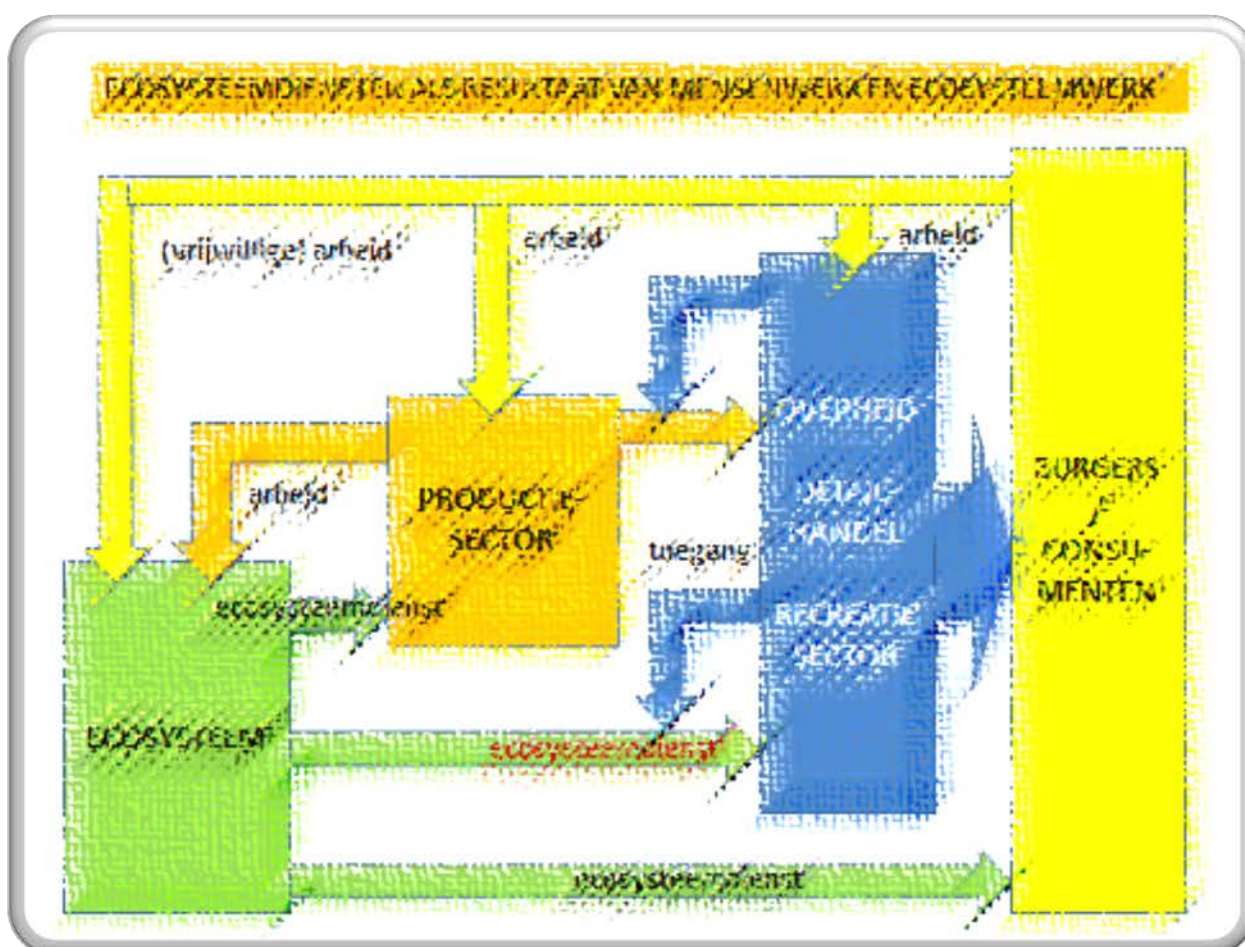 ECOSYSTEEMDIENSTEN ALS RESULTAAT VAN MENSENWERK EN ECOSYSTEEMWERK
(vrijwillige) arbeid
arbeid
arbeid
OVERHEID
DETAIL-
HANDEL
RECREATIE
SECTOR
BURGERS
/
CONSU-
MENTEN
PRODUCTIE
SECTOR
arbeid
toegang
ecosysteemdienst
ECOSYSTEEM
ecosysteemdienst
ecosysteemdienst